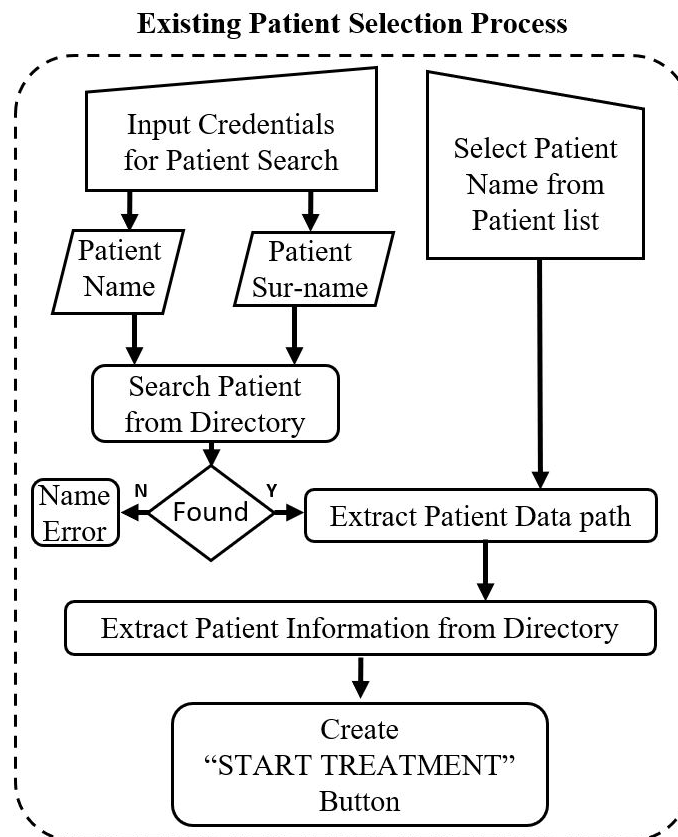 Existing Patient Selection Process
Input Credentials
for Patient Search
Select Patient
Name from
Patient list
Patient
Name
Patient
Sur-name
Search Patient
from Directory
Name
Error
N
Found
Y
Extract Patient Data path
Extract Patient Information from Directory
Create
“START TREATMENT”
Button